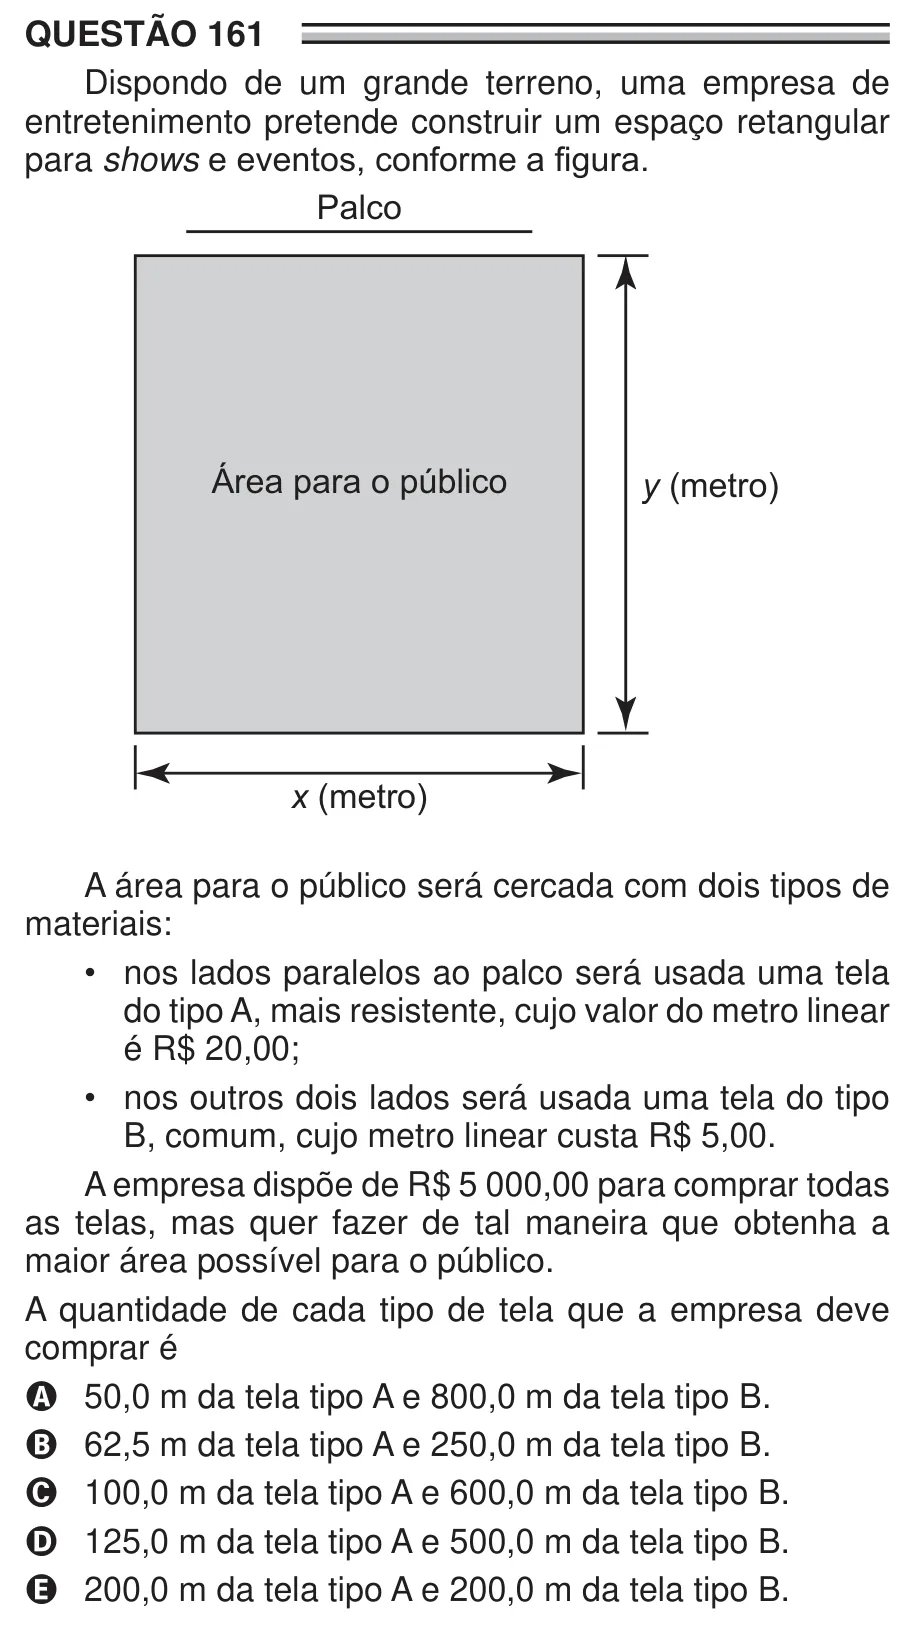 QUESTÃO 161
Dispondo de um grande terreno, uma empresa de
entretenimento pretende construir um espaço retangular
para shows e eventos, conforme a figura.
Palco
Área para o público
y (metro)
x (metro)
A área para o público será cercada com dois tipos de
materiais:
• nos lados paralelos ao palco será usada uma tela
do tipo A, mais resistente, cujo valor do metro linear
é R$ 20,00;
• nos outros dois lados será usada uma tela do tipo
B, comum, cujo metro linear custa R$ 5,00.
A empresa dispõe de R$ 5 000,00 para comprar todas
as telas, mas quer fazer de tal maneira que obtenha a
maior área possível para o público.
A quantidade de cada tipo de tela que a empresa deve
comprar é
A 50,0 m da tela tipo A e 800,0 m da tela tipo B.
B 62,5 m da tela tipo A e 250,0 m da tela tipo B.
C 100,0 m da tela tipo A e 600,0 m da tela tipo B.
D 125,0 m da tela tipo A e 500,0 m da tela tipo B.
E 200,0 m da tela tipo A e 200,0 m da tela tipo B.